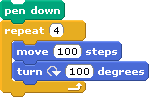 pen down
repeat 4
move 100 steps
turn 100 degrees